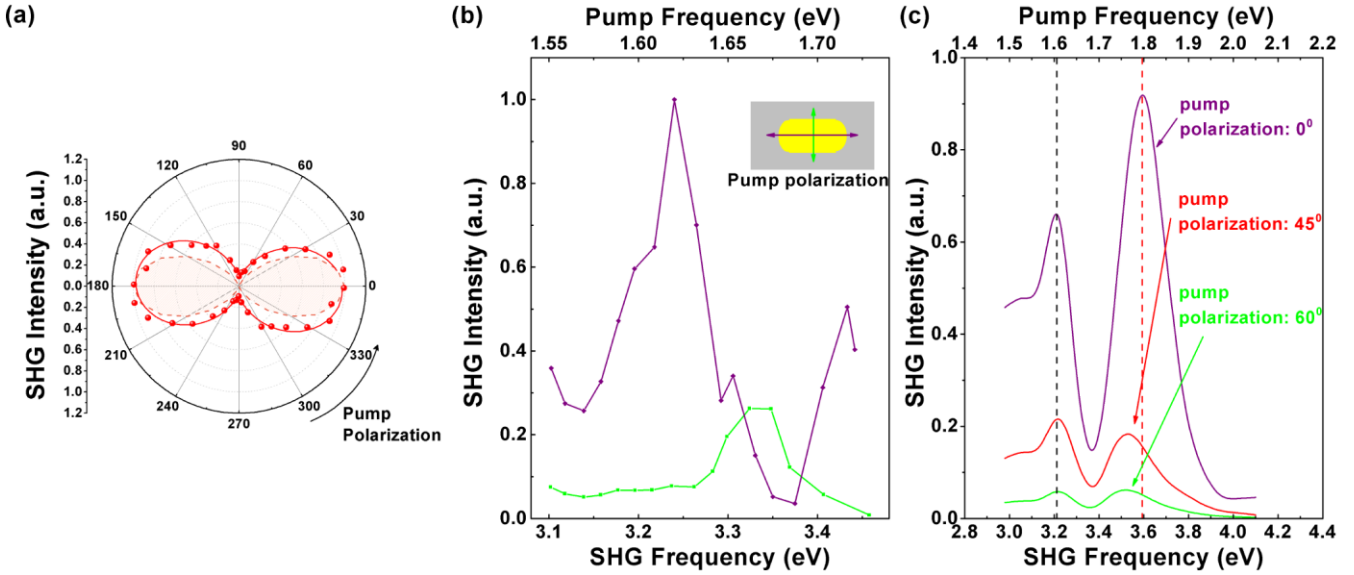 (a)
SHG Intensity (a.u.)
1.2
1.0
0.8
0.6
0.4
0.2
0.0
0.2
0.4
0.6
0.8
1.0
1.2
90
60
30
0
330
300
270
240
210
180
150
120
Pump
Polarization
(b)
Pump Frequency (eV)
1.55 1.60 1.65 1.70
SHG Intensity (a.u.)
1.0
0.8
0.6
0.4
0.2
0.0
Pump polarization
3.1 3.2 3.3 3.4
SHG Frequency (eV)
(c)
Pump Frequency (eV)
1.4 1.5 1.6 1.7 1.8 1.9 2.0 2.1 2.2
SHG Intensity (a.u.)
1.0
0.8
0.6
0.4
0.2
0.0
pump
polarization: 0⁰
pump
polarization: 45⁰
pump
polarization: 60⁰
2.8 3.0 3.2 3.4 3.6 3.8 4.0 4.2 4.4
SHG Frequency (eV)